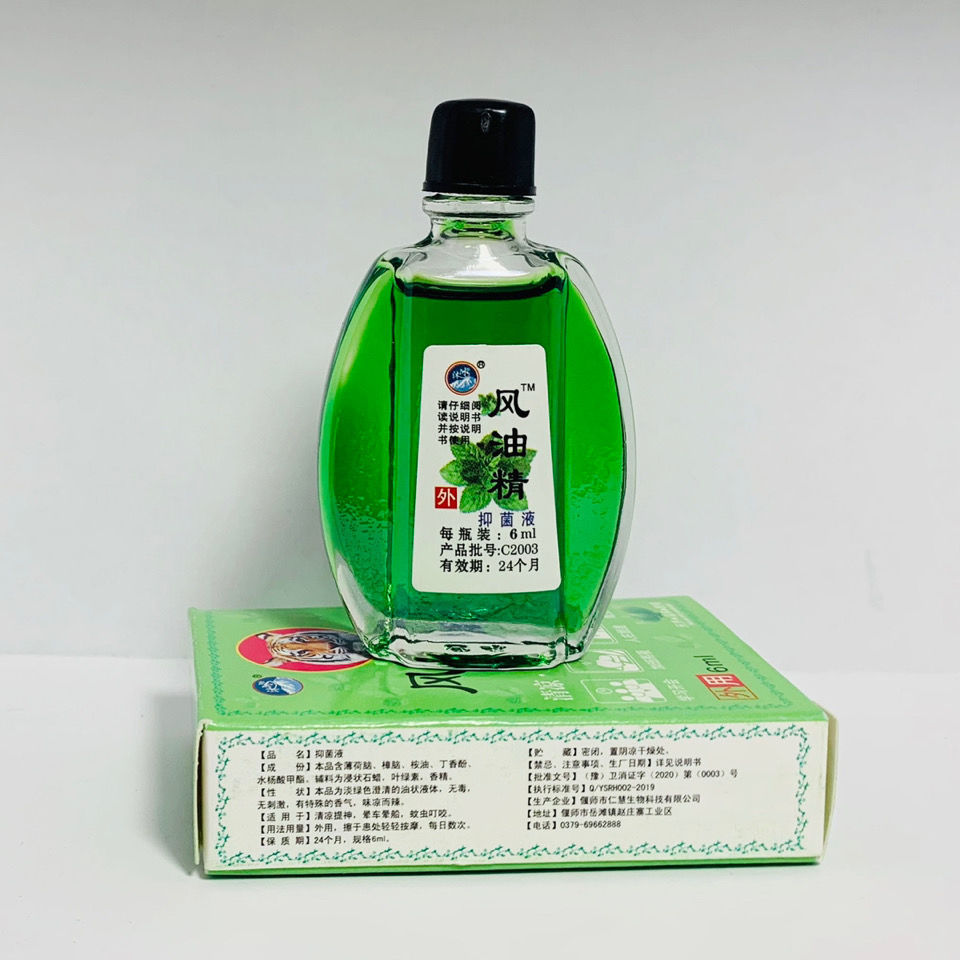 ®
请仔细阅
读说明书
并按说明
书使用
风油精™
外
抑菌液
每瓶装：6ml
产品批号:C2003
有效期：24个月
风
清凉
外用 6ml
【品　　名】抑菌液
【成　　份】本品含薄荷脑、樟脑、桉油、丁香酚、
水杨酸甲酯、辅料为浸状石蜡、叶绿素，香精。
【性　　状】本品为淡绿色澄清的油状液体，无毒，
无刺激，有特殊的香气，味凉而辣。
【适 用 于】清凉提神，晕车晕船，蚊虫叮咬。
【用法用量】外用，擦于患处轻轻按摩，每日数次。
【保 质 期】24个月，规格6ml。
【贮　　藏】密闭，置阴凉干燥处。
【禁忌、注意事项、生厂日期】详见说明书
【批准文号】（豫）卫消证字（2020）第（0003）号
【执行标准号】Q/YSRH002-2019
【生产企业】偃师市仁慧生物科技有限公司
【地址】偃师市岳滩镇赵庄寨工业区
【电话】0379-69662888